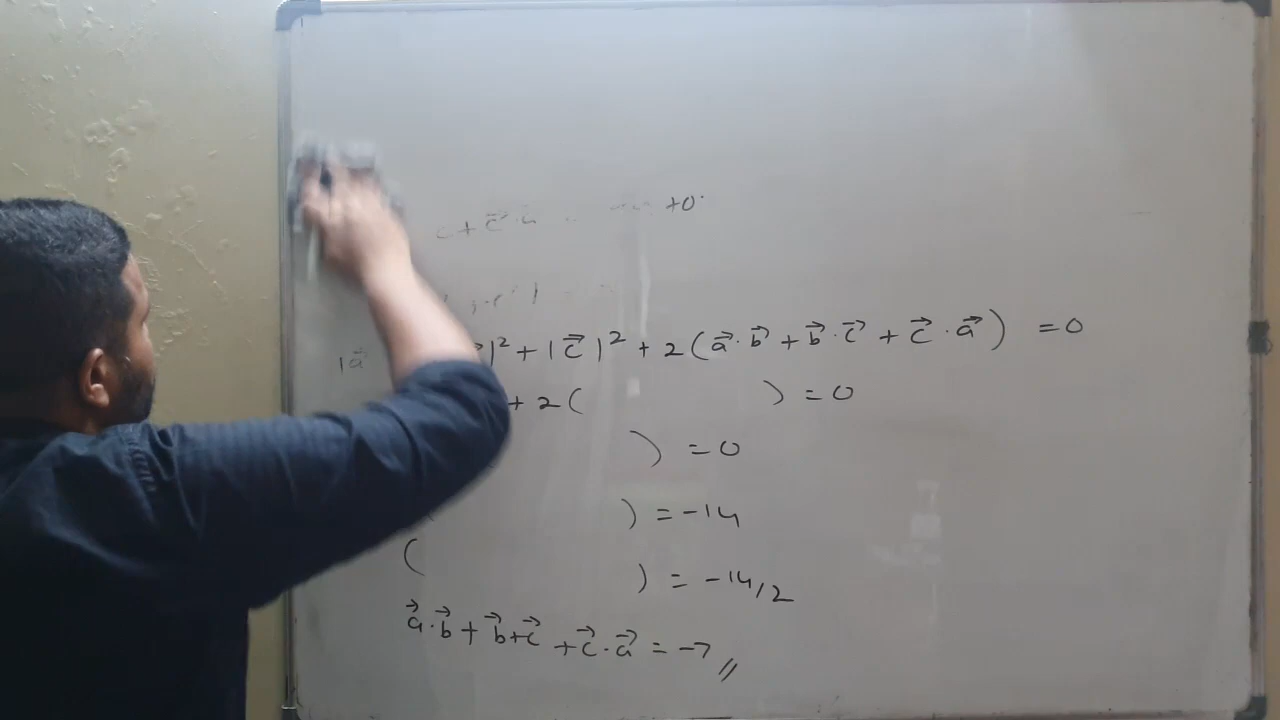 c + c⃗ · a +0
|a⃗ |² + |c⃗|² + 2(a⃗·b⃗ + b⃗·c⃗ + c⃗·a⃗) = 0
+ 2( ) = 0
) = 0
) = -14
( ) = -14/2
a⃗·b⃗ + b⃗+c⃗ + c⃗·a⃗ = -7 //